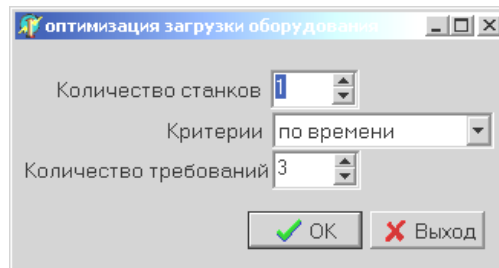 оптимизация загрузки оборудования
Количество станков 1
Критерии по времени
Количество требований 3
OK Выход